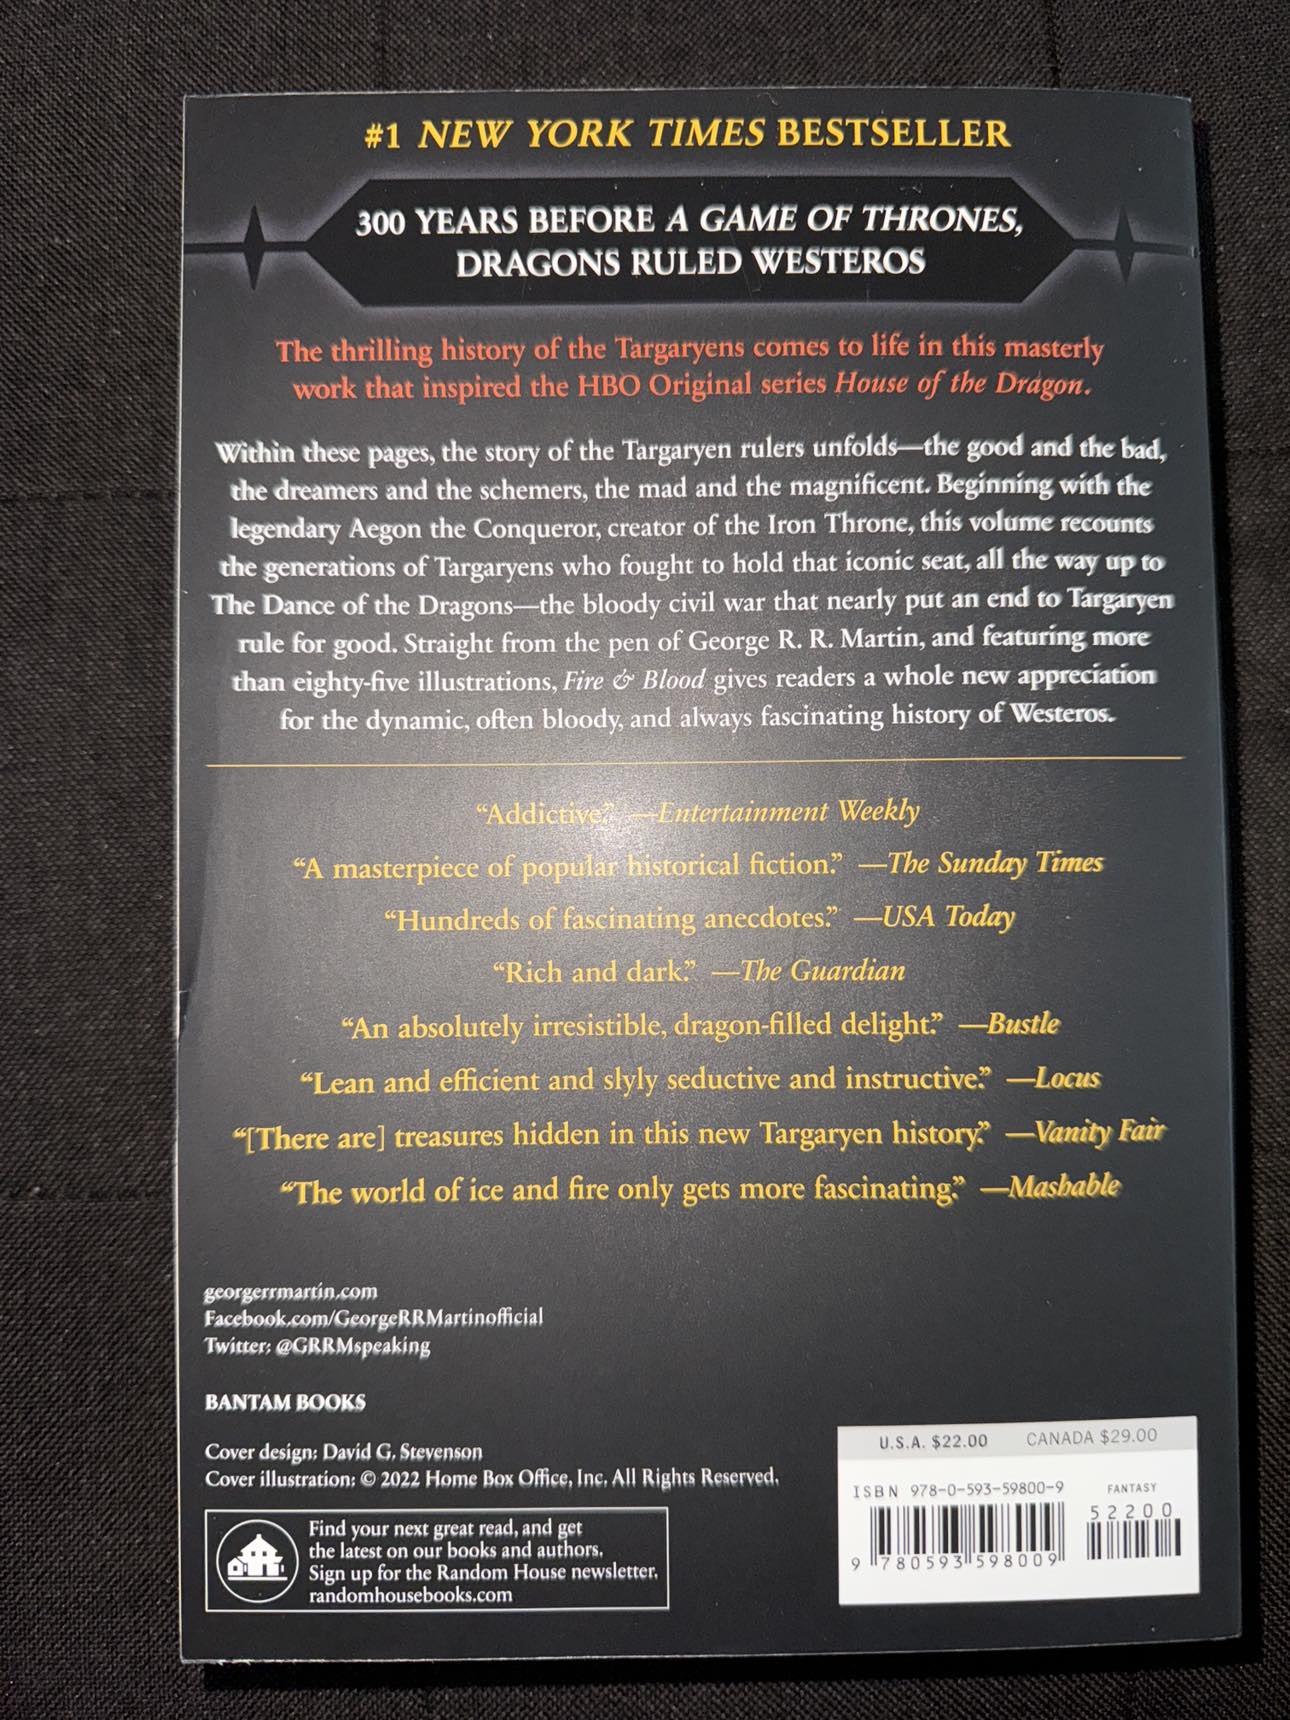 #1 NEW YORK TIMES BESTSELLER
300 YEARS BEFORE A GAME OF THRONES,
DRAGONS RULED WESTEROS
The thrilling history of the Targaryens comes to life in this masterly
work that inspired the HBO Original series House of the Dragon.
Within these pages, the story of the Targaryen rulers unfolds—the good and the bad,
the dreamers and the schemers, the mad and the magnificent. Beginning with the
legendary Aegon the Conqueror, creator of the Iron Throne, this volume recounts
the generations of Targaryens who fought to hold that iconic seat, all the way up to
The Dance of the Dragons—the bloody civil war that nearly put an end to Targaryen
rule for good. Straight from the pen of George R. R. Martin, and featuring more
than eighty-five illustrations, Fire & Blood gives readers a whole new appreciation
for the dynamic, often bloody, and always fascinating history of Westeros.
“Addictive.” —Entertainment Weekly
“A masterpiece of popular historical fiction.” —The Sunday Times
“Hundreds of fascinating anecdotes.” —USA Today
“Rich and dark.” —The Guardian
“An absolutely irresistible, dragon-filled delight.” —Bustle
“Lean and efficient and slyly seductive and instructive.” —Locus
“[There are] treasures hidden in this new Targaryen history.” —Vanity Fair
“The world of ice and fire only gets more fascinating.” —Mashable
georgerrmartin.com
Facebook.com/GeorgeRRMartinofficial
Twitter: @GRRMspeaking
BANTAM BOOKS
Cover design: David G. Stevenson
Cover illustration: © 2022 Home Box Office, Inc. All Rights Reserved.
Find your next great read, and get
the latest on our books and authors.
Sign up for the Random House newsletter.
randomhousebooks.com
U.S.A. $22.00 CANADA $29.00
ISBN 978-0-593-59800-9
FANTASY
52200
9 780593 598009